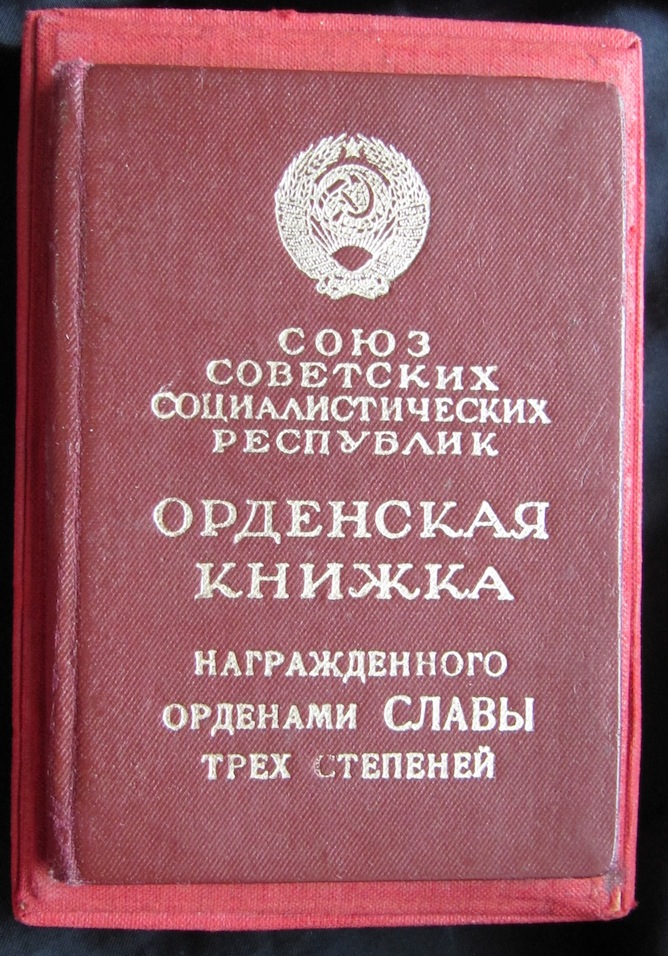 СОЮЗ
СОВЕТСКИХ
СОЦИАЛИСТИЧЕСКИХ
РЕСПУБЛИК
ОРДЕНСКАЯ
КНИЖКА
НАГРАЖДЕННОГО
ОРДЕНАМИ СЛАВЫ
ТРЕХ СТЕПЕНЕЙ